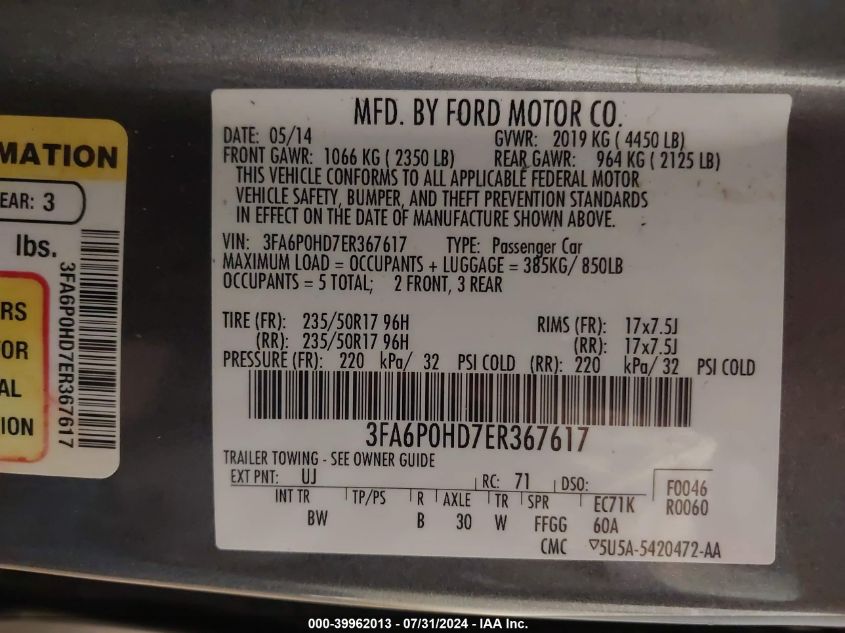 MATION
EAR: 3
lbs.
RS
TOR
AL
ION
3FA6P0HD7ER367617
MFD. BY FORD MOTOR CO.
DATE: 05/14 GVWR: 2019 KG ( 4450 LB)
FRONT GAWR: 1066 KG ( 2350 LB) REAR GAWR: 964 KG ( 2125 LB)
THIS VEHICLE CONFORMS TO ALL APPLICABLE FEDERAL MOTOR
VEHICLE SAFETY, BUMPER, AND THEFT PREVENTION STANDARDS
IN EFFECT ON THE DATE OF MANUFACTURE SHOWN ABOVE.
VIN: 3FA6P0HD7ER367617 TYPE: Passenger Car
MAXIMUM LOAD = OCCUPANTS + LUGGAGE = 385KG/ 850LB
OCCUPANTS = 5 TOTAL; 2 FRONT, 3 REAR
TIRE (FR): 235/50R17 96H RIMS (FR): 17x7.5J
(RR): 235/50R17 96H (RR): 17x7.5J
PRESSURE (FR): 220 kPa/ 32 PSI COLD (RR): 220 kPa/ 32 PSI COLD
3FA6P0HD7ER367617
TRAILER TOWING - SEE OWNER GUIDE
EXT PNT: UJ RC: 71 DSO: F0046
INT TR TP/PS R AXLE TR SPR EC71K R0060
BW B 30 W FFGG 60A
CMC ▽5U5A-5420472-AA
000-39962013 - 07/31/2024 - IAA Inc.